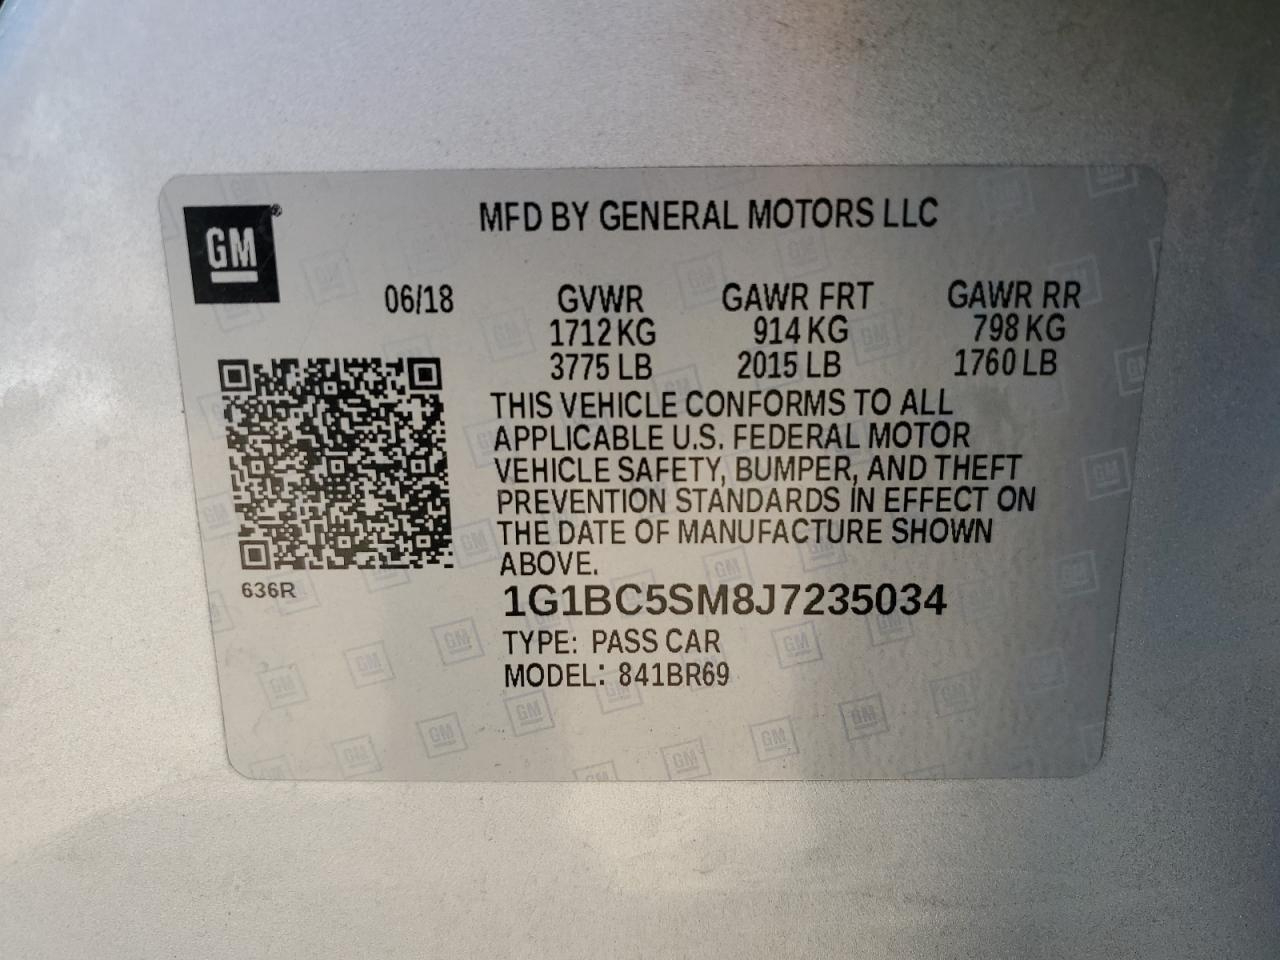 GM®
MFD BY GENERAL MOTORS LLC
06/18 GVWR GAWR FRT GAWR RR
1712 KG 914 KG 798 KG
3775 LB 2015 LB 1760 LB
THIS VEHICLE CONFORMS TO ALL
APPLICABLE U.S. FEDERAL MOTOR
VEHICLE SAFETY, BUMPER, AND THEFT
PREVENTION STANDARDS IN EFFECT ON
THE DATE OF MANUFACTURE SHOWN
ABOVE.
636R
1G1BC5SM8J7235034
TYPE: PASS CAR
MODEL: 841BR69